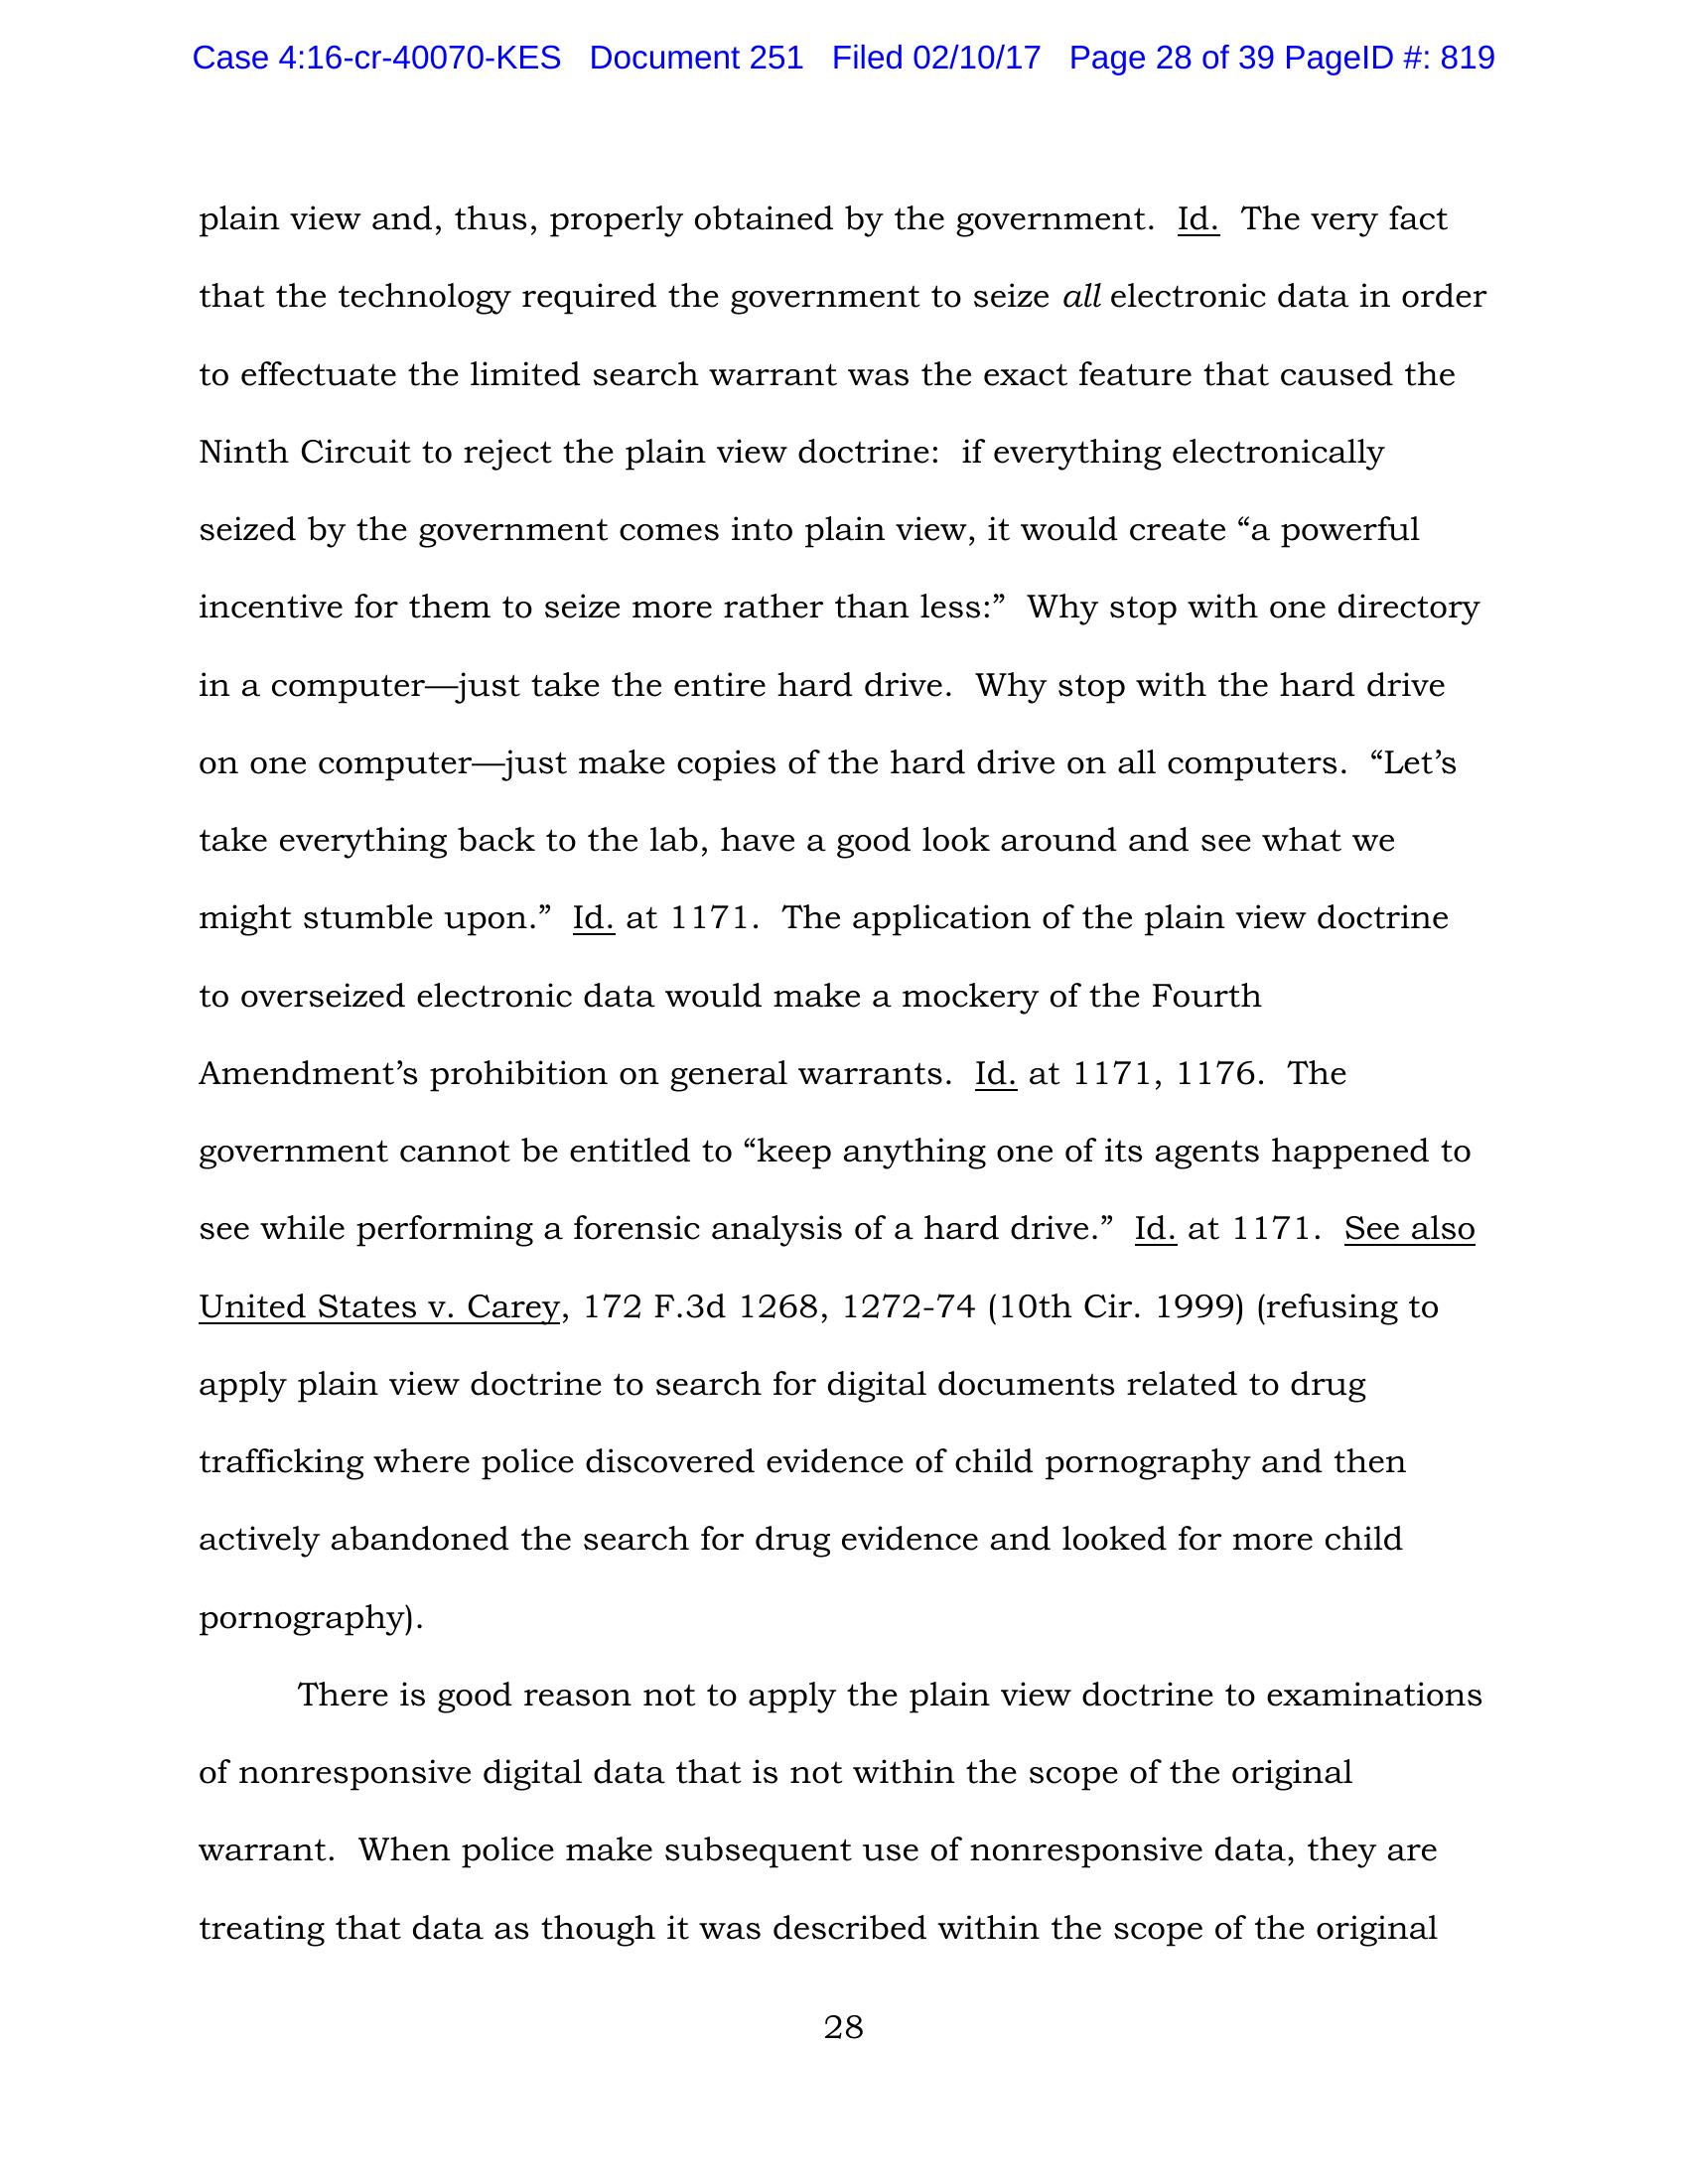 Case 4:16-cr-40070-KES Document 251 Filed 02/10/17 Page 28 of 39 PageID #: 819
plain view and, thus, properly obtained by the government. Id. The very fact
that the technology required the government to seize all electronic data in order
to effectuate the limited search warrant was the exact feature that caused the
Ninth Circuit to reject the plain view doctrine: if everything electronically
seized by the government comes into plain view, it would create “a powerful
incentive for them to seize more rather than less:” Why stop with one directory
in a computer—just take the entire hard drive. Why stop with the hard drive
on one computer—just make copies of the hard drive on all computers. “Let’s
take everything back to the lab, have a good look around and see what we
might stumble upon.” Id. at 1171. The application of the plain view doctrine
to overseized electronic data would make a mockery of the Fourth
Amendment’s prohibition on general warrants. Id. at 1171, 1176. The
government cannot be entitled to “keep anything one of its agents happened to
see while performing a forensic analysis of a hard drive.” Id. at 1171. See also
United States v. Carey, 172 F.3d 1268, 1272-74 (10th Cir. 1999) (refusing to
apply plain view doctrine to search for digital documents related to drug
trafficking where police discovered evidence of child pornography and then
actively abandoned the search for drug evidence and looked for more child
pornography).
There is good reason not to apply the plain view doctrine to examinations
of nonresponsive digital data that is not within the scope of the original
warrant. When police make subsequent use of nonresponsive data, they are
treating that data as though it was described within the scope of the original
28